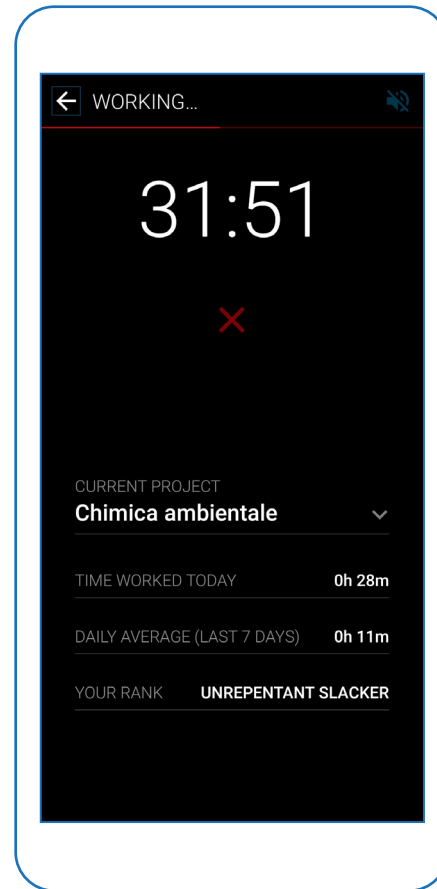 WORKING...
31:51
CURRENT PROJECT
Chimica ambientale
TIME WORKED TODAY 0h 28m
DAILY AVERAGE (LAST 7 DAYS) 0h 11m
YOUR RANK UNREPENTANT SLACKER